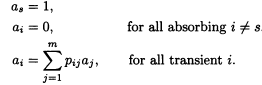 a_s = 1,
a_i = 0, for all absorbing i ≠ s
a_i = \sum_{j=1}^{m} p_{ij} a_j, for all transient i.